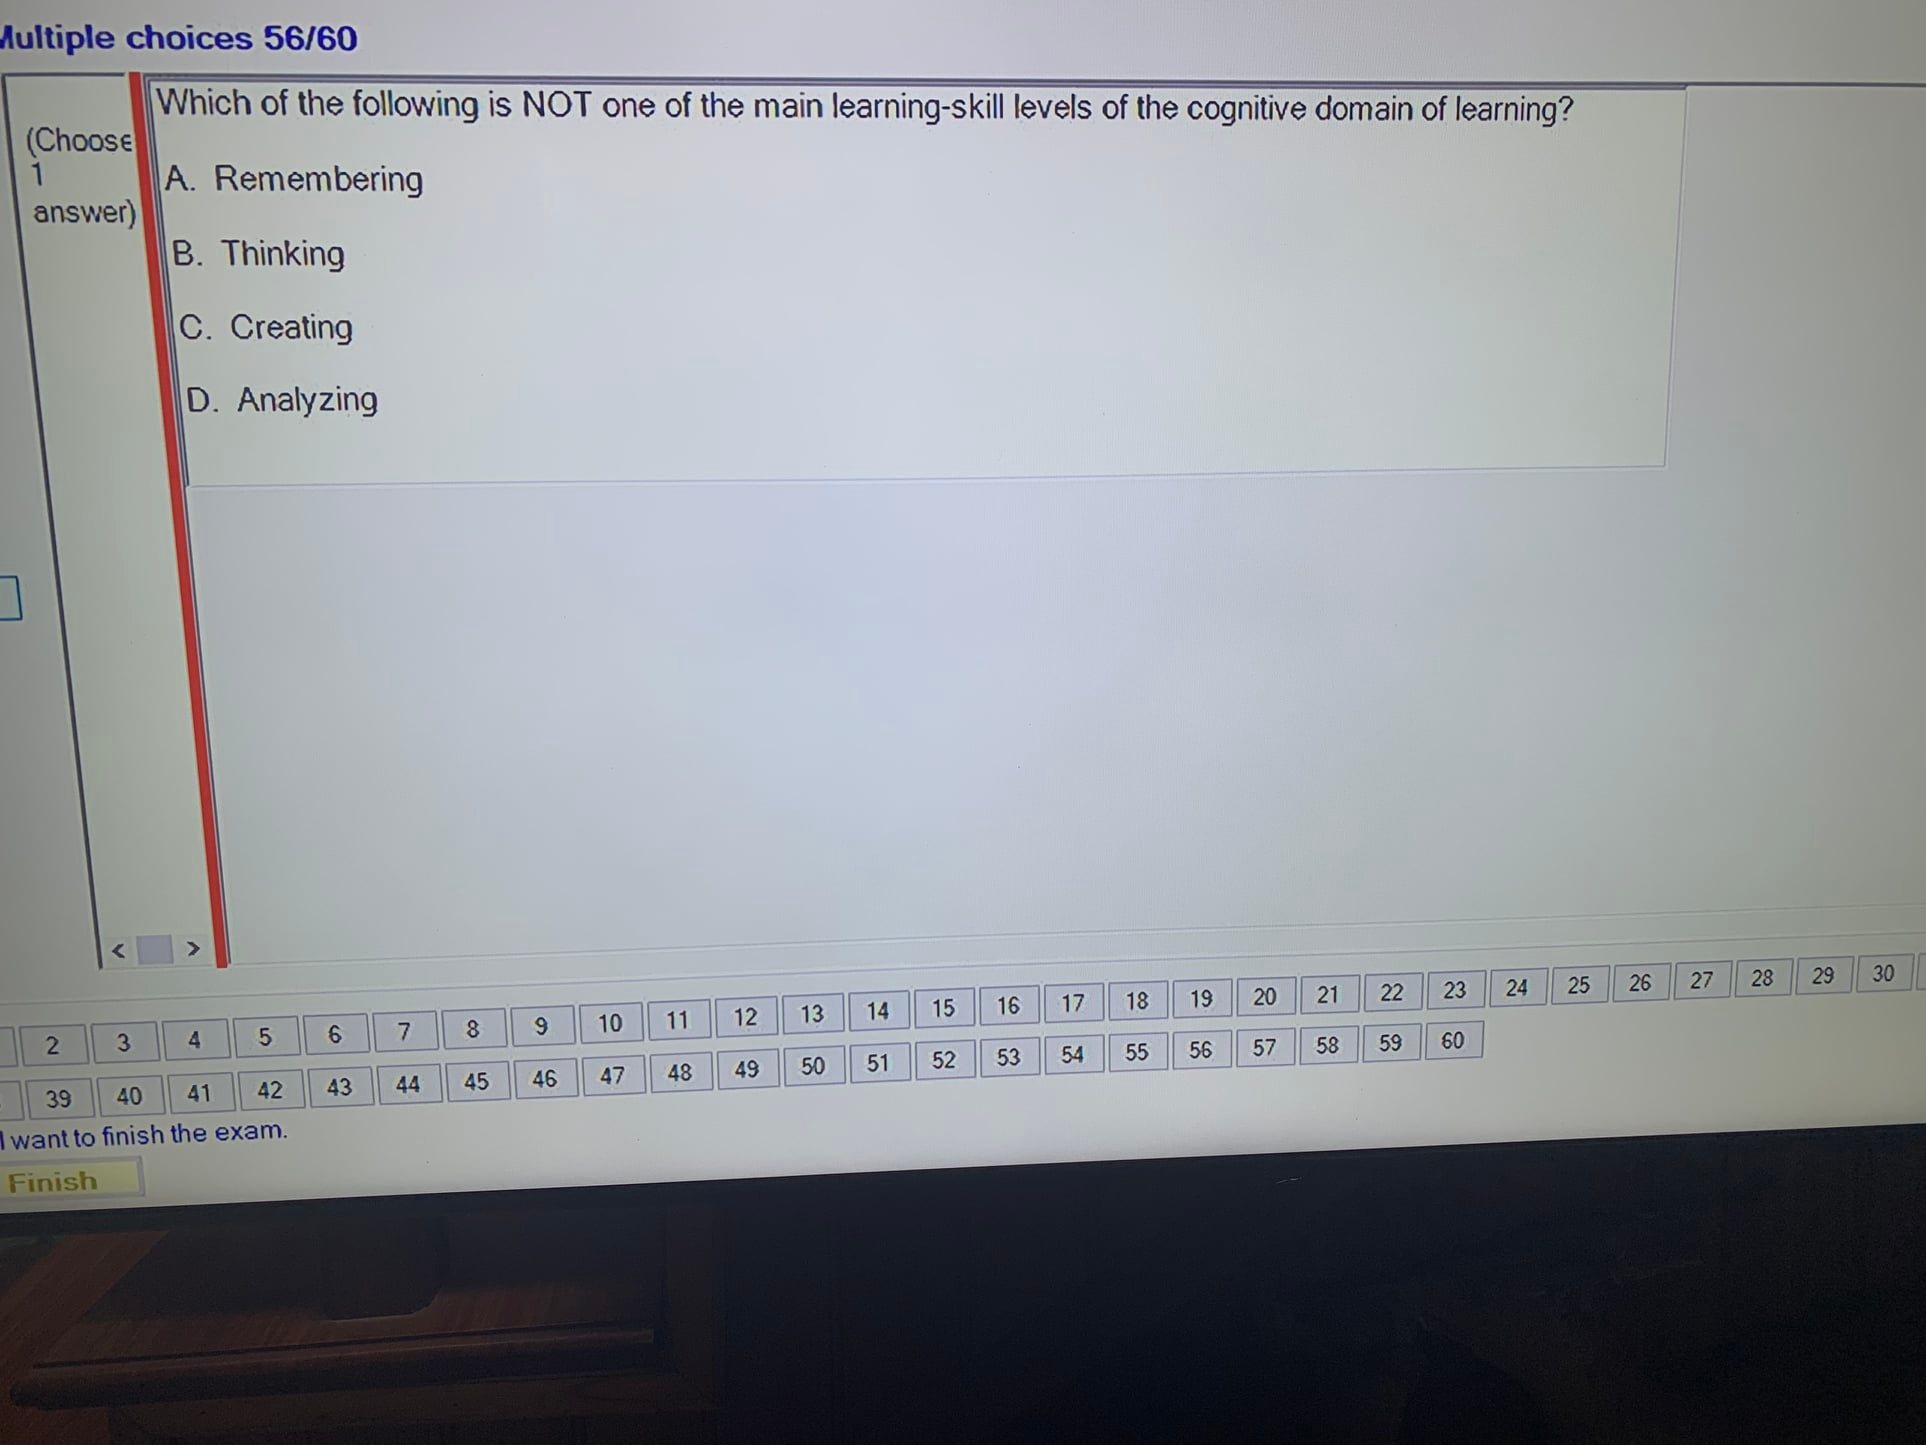 Multiple choices 56/60
(Choose
1
answer)
Which of the following is NOT one of the main learning-skill levels of the cognitive domain of learning?
A. Remembering
B. Thinking
C. Creating
D. Analyzing
< >
2 3 4 5 6 7 8 9 10 11 12 13 14 15 16 17 18 19 20 21 22 23 24 25 26 27 28 29 30
39 40 41 42 43 44 45 46 47 48 49 50 51 52 53 54 55 56 57 58 59 60
I want to finish the exam.
Finish